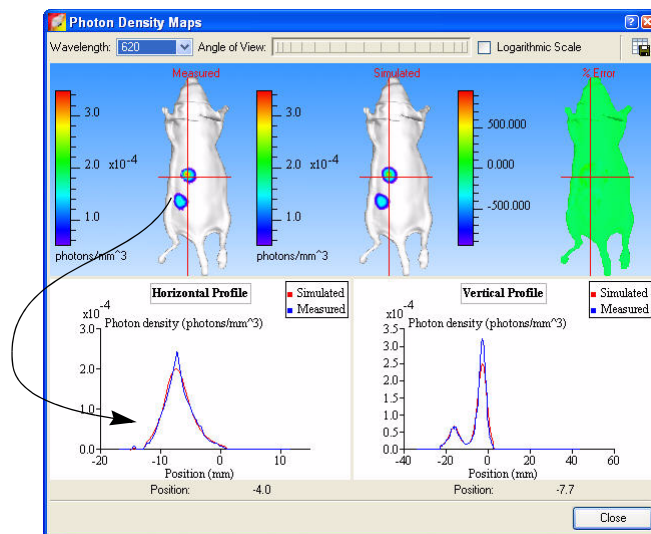 Photon Density Maps
Wavelength: 620 Angle of View: Logarithmic Scale
Measured
Simulated
% Error
3.0
2.0 x10^-4
1.0
photons/mm^3
3.0
2.0 x10^-4
1.0
photons/mm^3
500.000
0.000
-500.000
Horizontal Profile
Simulated
Measured
x10^-4
Photon density (photons/mm^3)
3.0
2.0
1.0
0.0
-20 -10 0 10
Position (mm)
Position: -4.0
Vertical Profile
Simulated
Measured
x10^-4
Photon density (photons/mm^3)
3.5
3.0
2.5
2.0
1.5
1.0
0.5
0.0
-40 -20 0 20 40 60
Position (mm)
Position: -7.7
Close